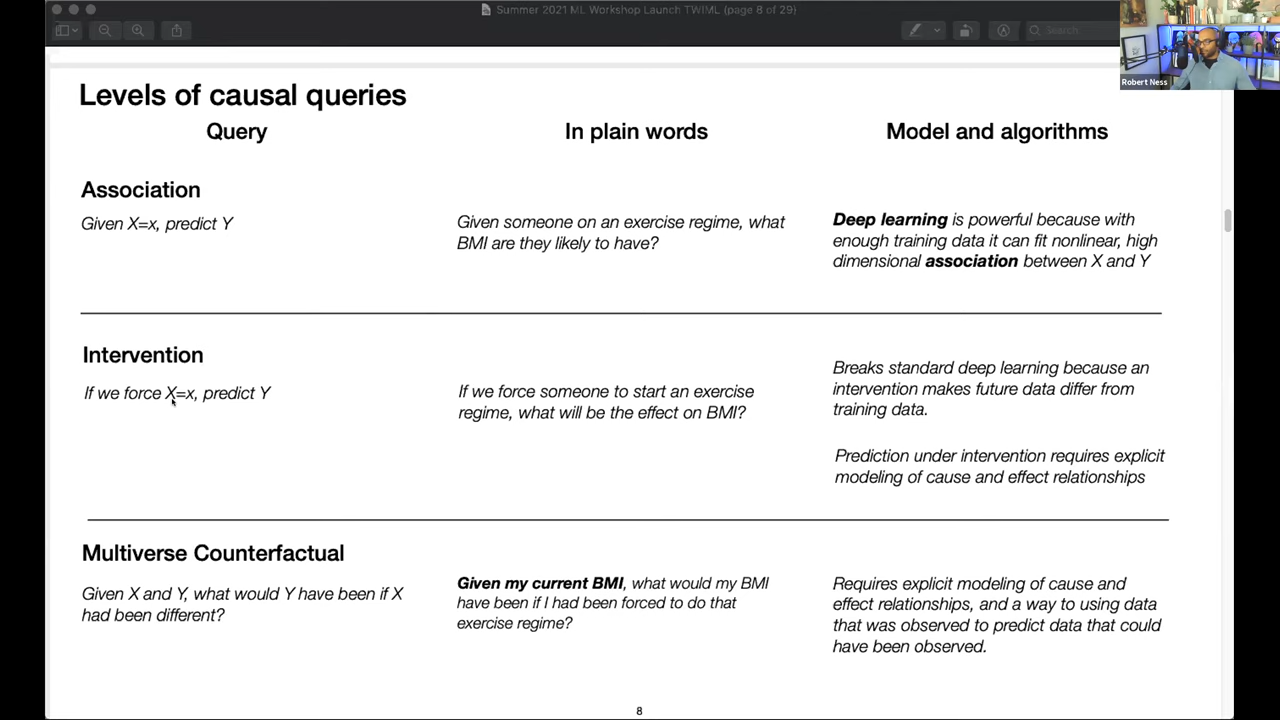 Summer 2021 ML Workshop Launch TWIML (page 8 of 29)
Search
Robert Ness
Levels of causal queries
Query
In plain words
Model and algorithms
Association
Given X=x, predict Y
Given someone on an exercise regime, what
BMI are they likely to have?
Deep learning is powerful because with
enough training data it can fit nonlinear, high
dimensional association between X and Y
Intervention
If we force X=x, predict Y
If we force someone to start an exercise
regime, what will be the effect on BMI?
Breaks standard deep learning because an
intervention makes future data differ from
training data.
Prediction under intervention requires explicit
modeling of cause and effect relationships
Multiverse Counterfactual
Given X and Y, what would Y have been if X
had been different?
Given my current BMI, what would my BMI
have been if I had been forced to do that
exercise regime?
Requires explicit modeling of cause and
effect relationships, and a way to using data
that was observed to predict data that could
have been observed.
8